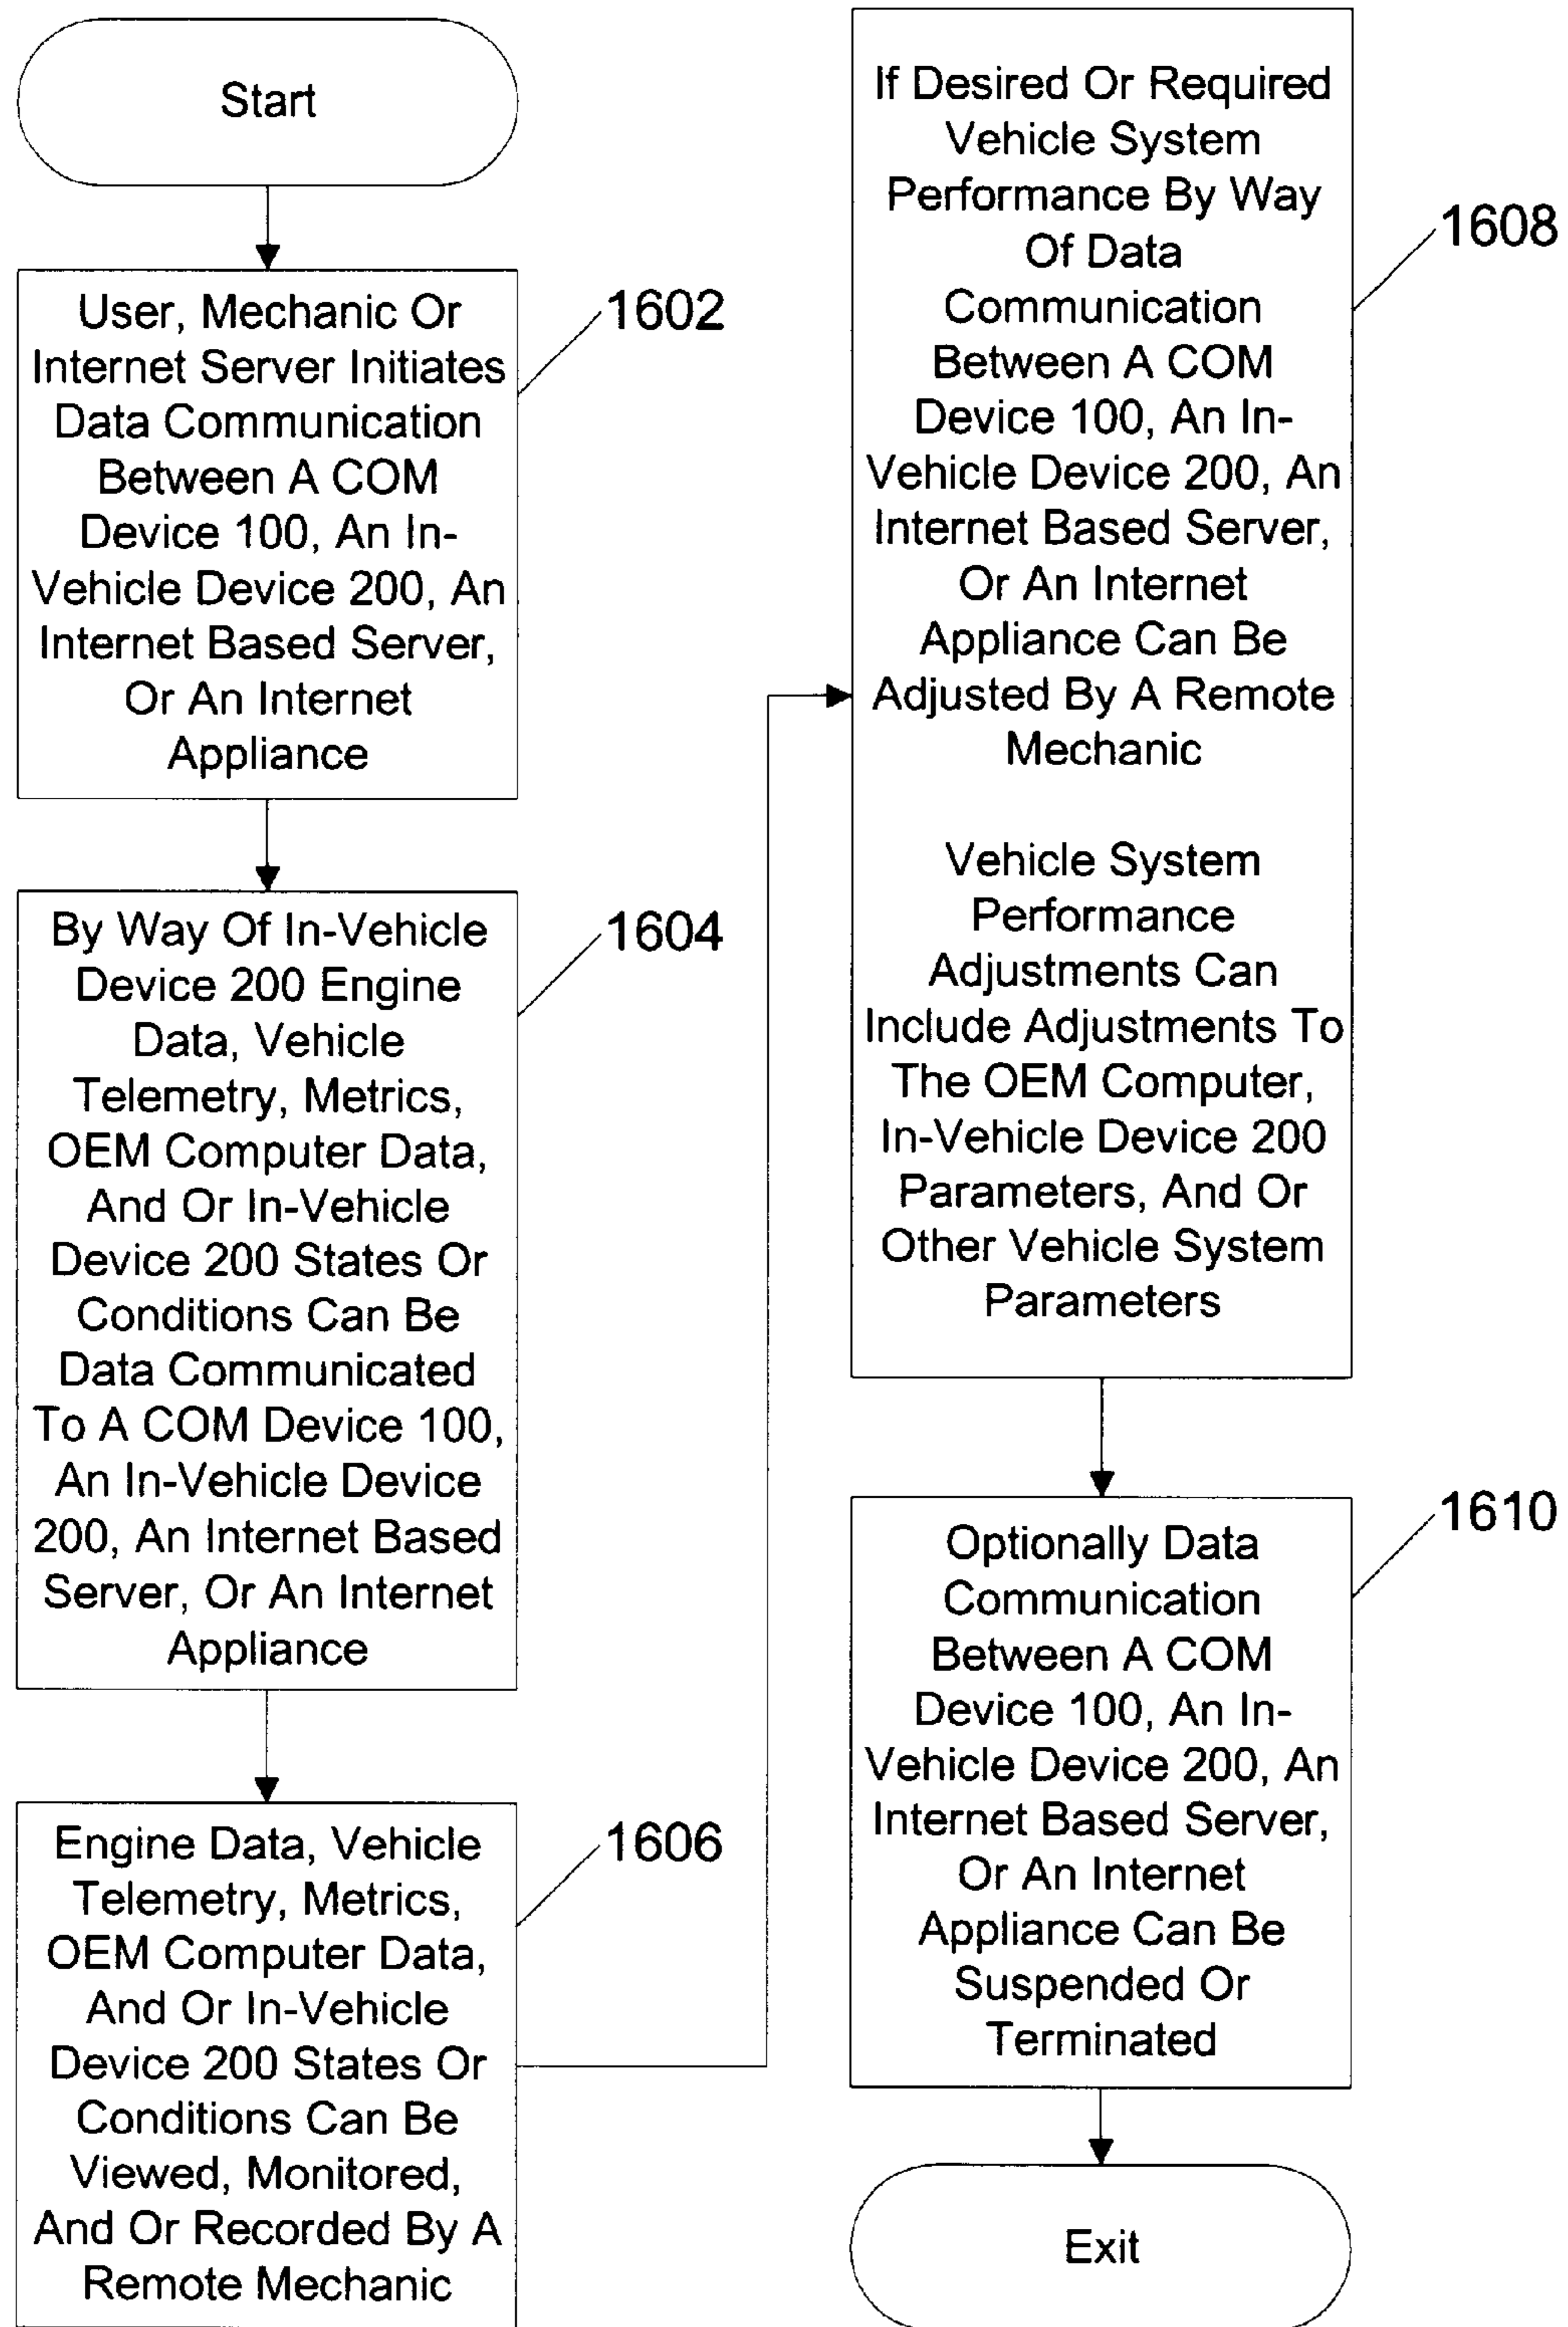 Start
User, Mechanic Or
Internet Server Initiates
Data Communication
Between A COM
Device 100, An In-
Vehicle Device 200, An
Internet Based Server,
Or An Internet
Appliance
1602
By Way Of In-Vehicle
Device 200 Engine
Data, Vehicle
Telemetry, Metrics,
OEM Computer Data,
And Or In-Vehicle
Device 200 States Or
Conditions Can Be
Data Communicated
To A COM Device 100,
An In-Vehicle Device
200, An Internet Based
Server, Or An Internet
Appliance
1604
Engine Data, Vehicle
Telemetry, Metrics,
OEM Computer Data,
And Or In-Vehicle
Device 200 States Or
Conditions Can Be
Viewed, Monitored,
And Or Recorded By A
Remote Mechanic
1606
If Desired Or Required
Vehicle System
Performance By Way
Of Data
Communication
Between A COM
Device 100, An In-
Vehicle Device 200, An
Internet Based Server,
Or An Internet
Appliance Can Be
Adjusted By A Remote
Mechanic
Vehicle System
Performance
Adjustments Can
Include Adjustments To
The OEM Computer,
In-Vehicle Device 200
Parameters, And Or
Other Vehicle System
Parameters
1608
Optionally Data
Communication
Between A COM
Device 100, An In-
Vehicle Device 200, An
Internet Based Server,
Or An Internet
Appliance Can Be
Suspended Or
Terminated
1610
Exit